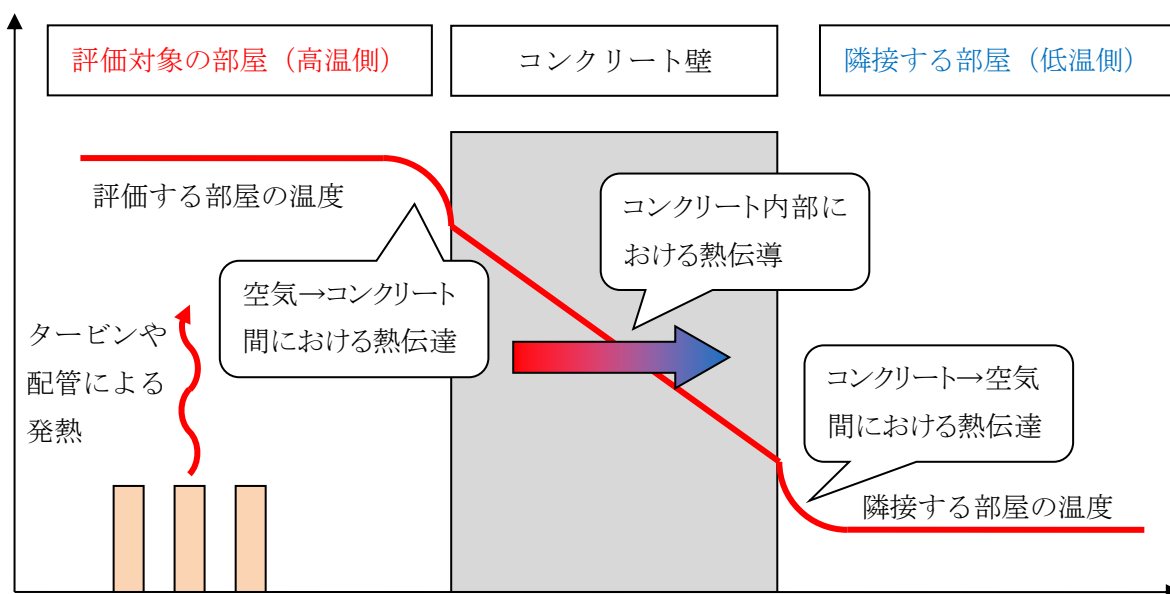 評価対象の部屋（高温側）
コンクリート壁
隣接する部屋（低温側）
評価する部屋の温度
コンクリート内部に
おける熱伝導
空気→コンクリート
間における熱伝達
タービンや
配管による
発熱
コンクリート→空気
間における熱伝達
隣接する部屋の温度